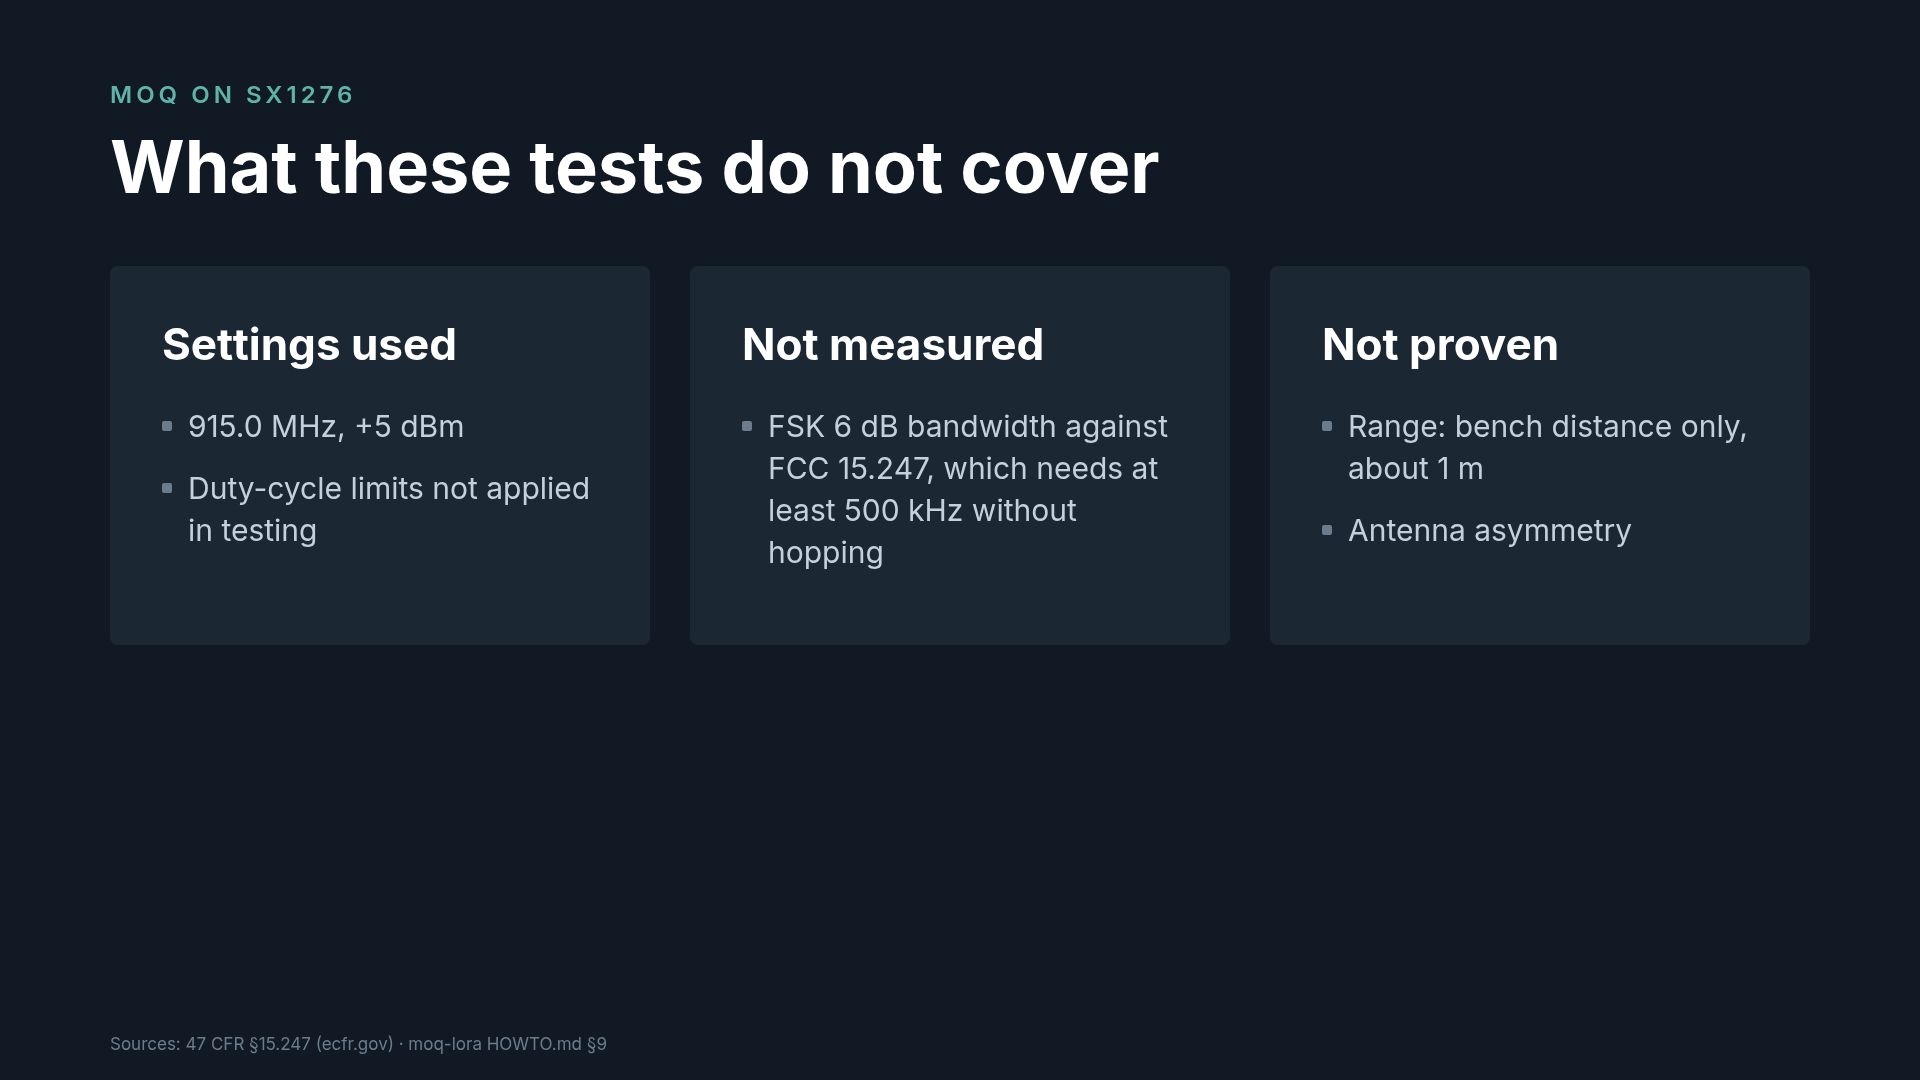 MOQ ON SX1276
What these tests do not cover
Settings used
915.0 MHz, +5 dBm
Duty-cycle limits not applied
in testing
Not measured
FSK 6 dB bandwidth against
FCC 15.247, which needs at
least 500 kHz without
hopping
Not proven
Range: bench distance only,
about 1 m
Antenna asymmetry
Sources: 47 CFR §15.247 (ecfr.gov) · moq-lora HOWTO.md §9